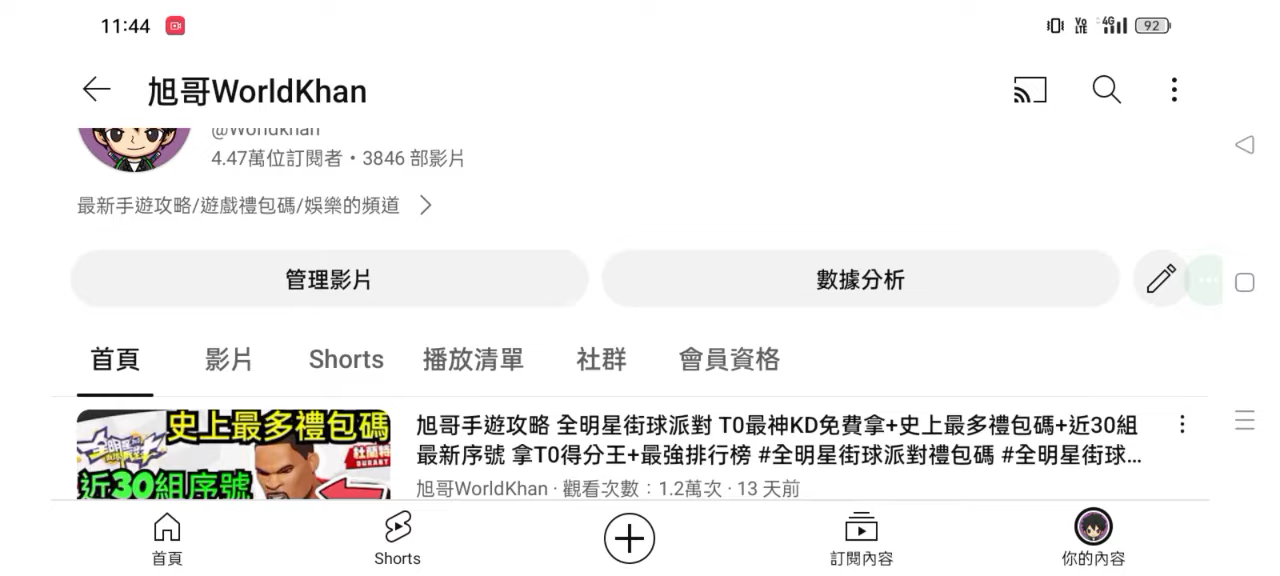 11:44
VoLTE 4G 92
旭哥WorldKhan
@Worldkhan
4.47萬位訂閱者・3846 部影片
最新手遊攻略/遊戲禮包碼/娛樂的頻道
管理影片
數據分析
首頁
影片
Shorts
播放清單
社群
會員資格
史上最多禮包碼
杜蘭特
DURANT
近30組序號
旭哥手遊攻略 全明星街球派對 T0最神KD免費拿+史上最多禮包碼+近30組
最新序號 拿T0得分王+最強排行榜 #全明星街球派對禮包碼 #全明星街球...
旭哥WorldKhan · 觀看次數：1.2萬次 · 13 天前
首頁
Shorts
訂閱內容
你的內容